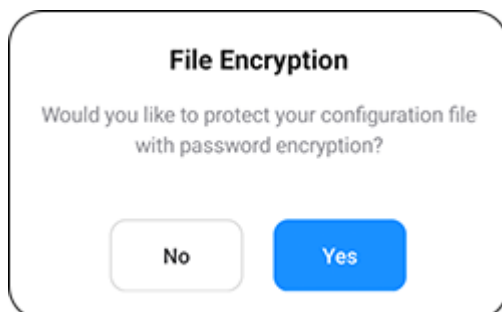 File Encryption
Would you like to protect your configuration file
with password encryption?
No
Yes